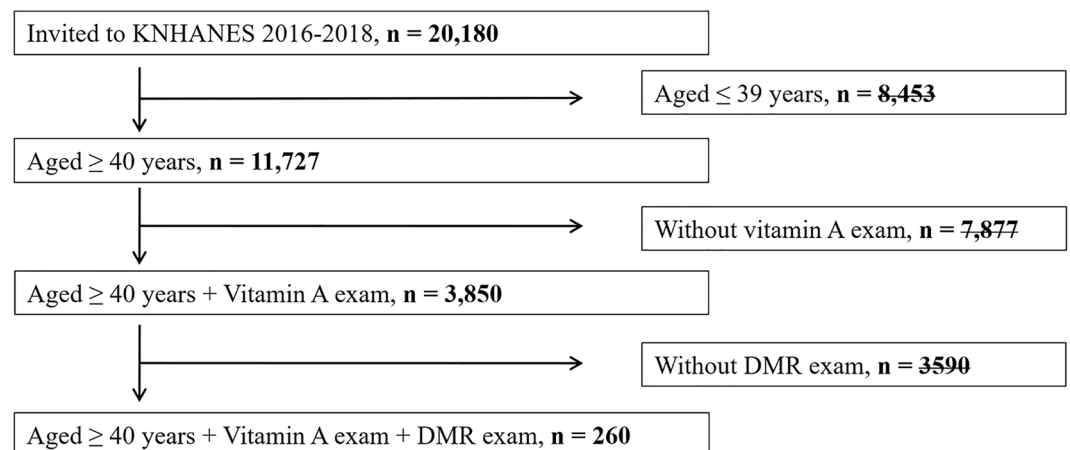 Invited to KNHANES 2016-2018, n = 20,180
Aged ≤ 39 years, n = 8,453
Aged ≥ 40 years, n = 11,727
Without vitamin A exam, n = 7,877
Aged ≥ 40 years + Vitamin A exam, n = 3,850
Without DMR exam, n = 3590
Aged ≥ 40 years + Vitamin A exam + DMR exam, n = 260